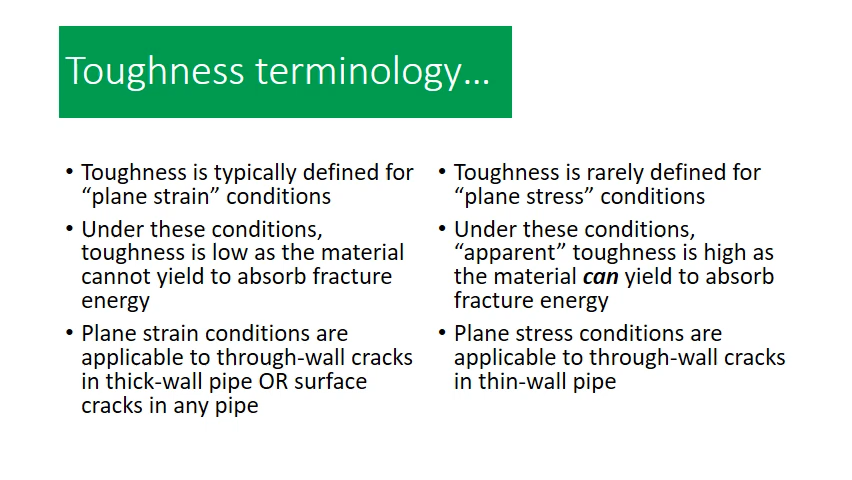 Toughness terminology...
• Toughness is typically defined for
“plane strain” conditions
• Under these conditions,
toughness is low as the material
cannot yield to absorb fracture
energy
• Plane strain conditions are
applicable to through-wall cracks
in thick-wall pipe OR surface
cracks in any pipe
• Toughness is rarely defined for
“plane stress” conditions
• Under these conditions,
“apparent” toughness is high as
the material can yield to absorb
fracture energy
• Plane stress conditions are
applicable to through-wall cracks
in thin-wall pipe